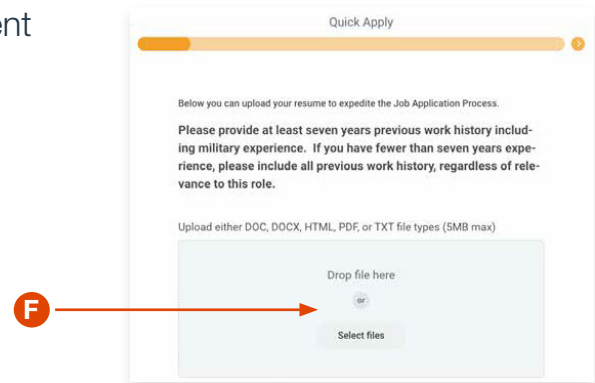 ent
Quick Apply
Below you can upload your resume to expedite the Job Application Process.
Please provide at least seven years previous work history includ-
ing military experience. If you have fewer than seven years expe-
rience, please include all previous work history, regardless of rele-
vance to this role.
Upload either DOC, DOCX, HTML, PDF, or TXT file types (5MB max)
Drop file here
or
F
Select files